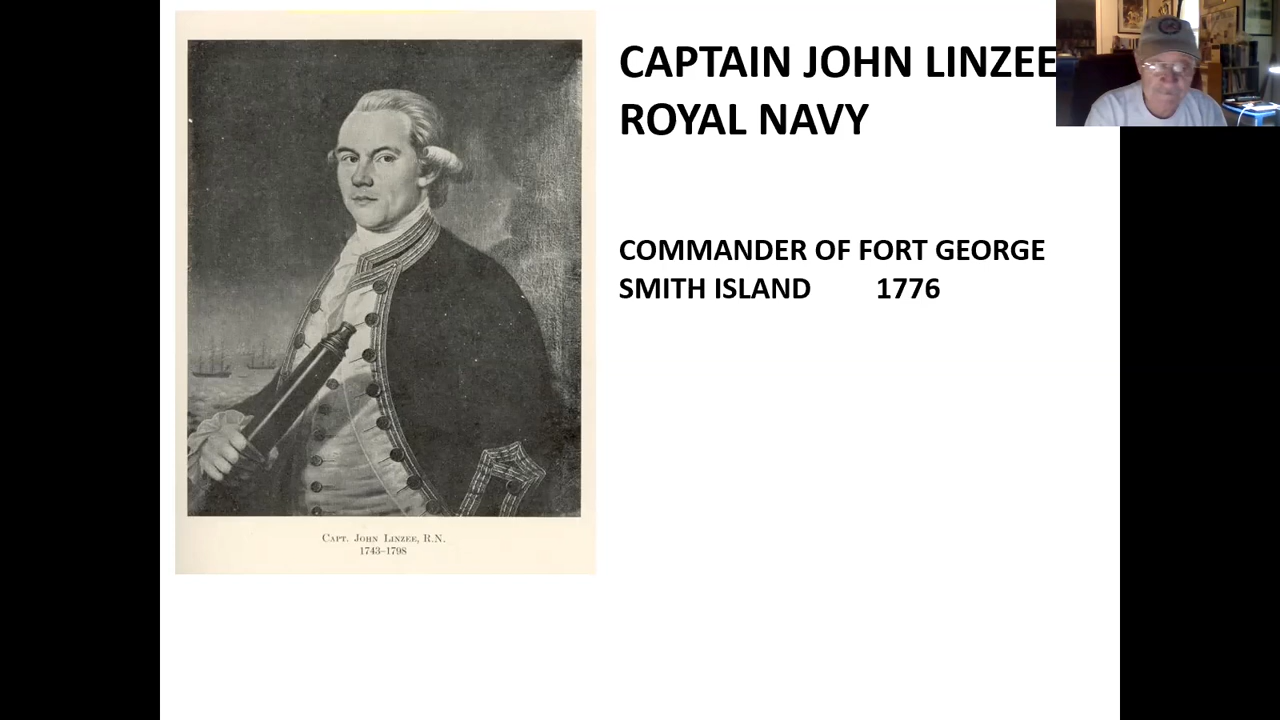 CAPTAIN JOHN LINZEE
ROYAL NAVY
COMMANDER OF FORT GEORGE
SMITH ISLAND 1776
CAPT. JOHN LINZEE, R.N.
1743–1798